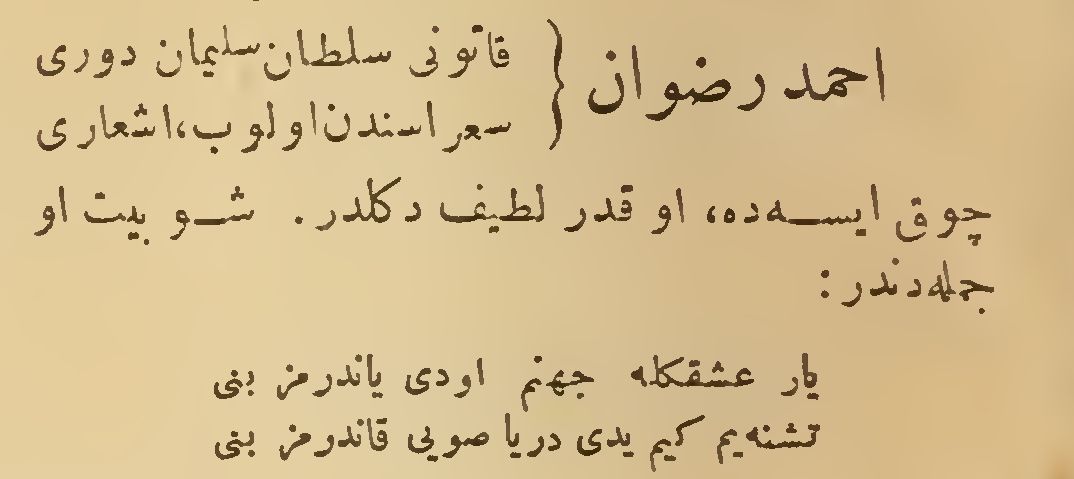 احمد رضوان { قانونی سلطان سلیمان دوری
سعراسندن اولوب، اشعاری
چوق ایسه‌ده، او قدر لطیف دکلدر . شو بیت او
جمله‌دندر :
یار عشقکله جهنم اودی یاندرمز بنی
تشنه‌یم کیم یدی دریا صویی قاندرمز بنی